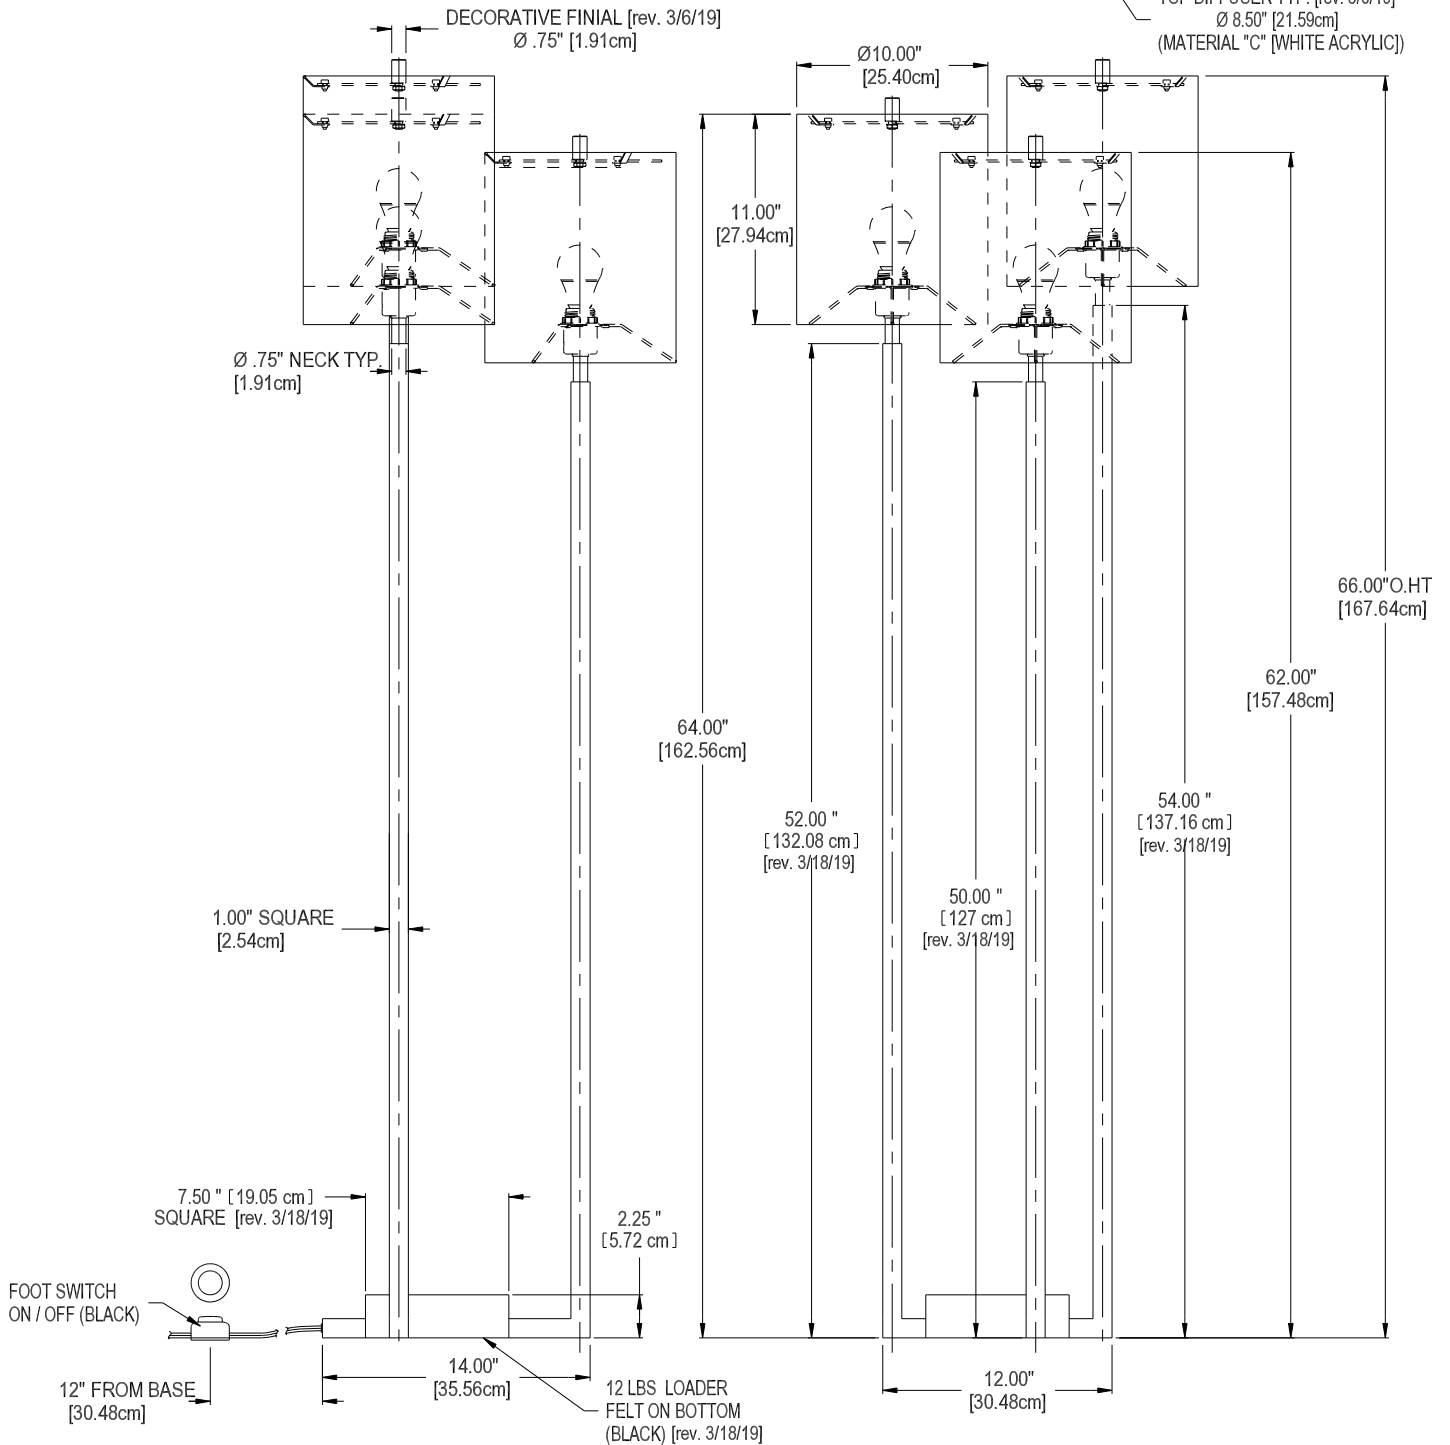 DECORATIVE FINIAL [rev. 3/6/19]
Ø .75" [1.91cm]
Ø 8.50" [21.59cm]
(MATERIAL "C" [WHITE ACRYLIC])
Ø10.00"
[25.40cm]
11.00"
[27.94cm]
Ø .75" NECK TYP.
[1.91cm]
66.00"O.HT
[167.64cm]
62.00"
[157.48cm]
64.00"
[162.56cm]
54.00 "
[137.16 cm]
[rev. 3/18/19]
52.00 "
[132.08 cm]
[rev. 3/18/19]
50.00 "
[127 cm]
[rev. 3/18/19]
1.00" SQUARE
[2.54cm]
7.50 " [19.05 cm]
SQUARE [rev. 3/18/19]
2.25 "
[5.72 cm]
FOOT SWITCH
ON / OFF (BLACK)
12" FROM BASE
[30.48cm]
14.00"
[35.56cm]
12 LBS LOADER
FELT ON BOTTOM
(BLACK) [rev. 3/18/19]
12.00"
[30.48cm]